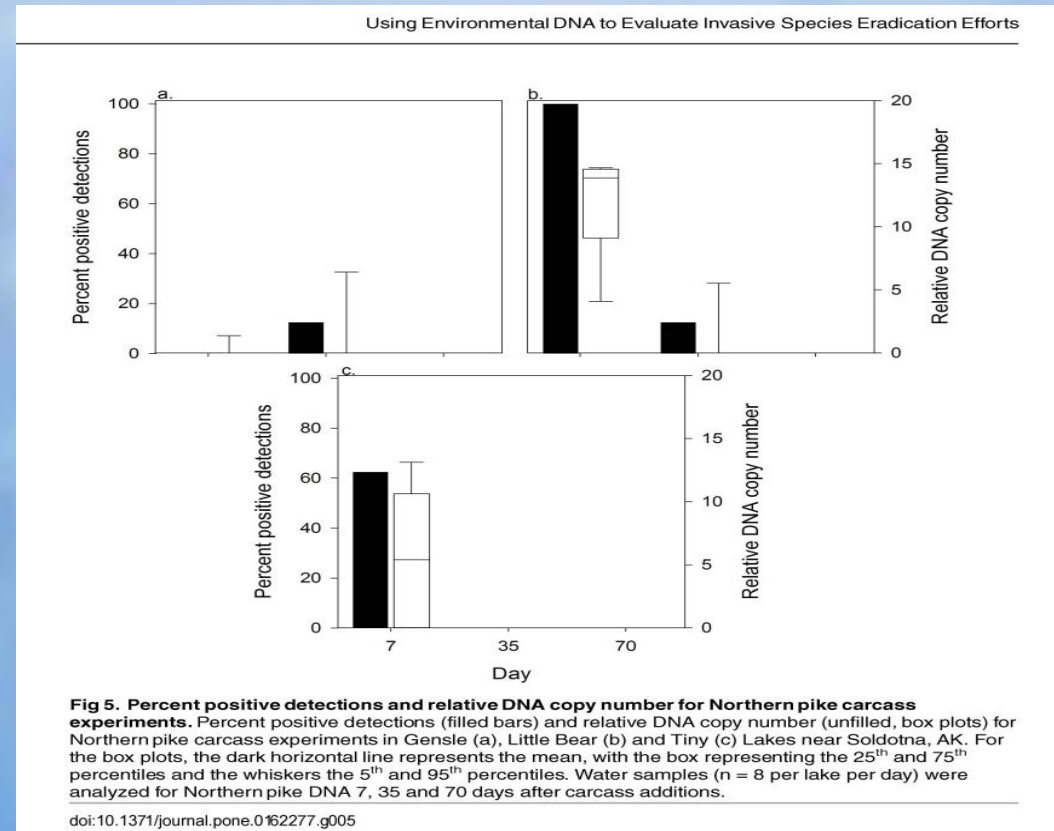 Using Environmental DNA to Evaluate Invasive Species Eradication Efforts
a.
100
80
60
40
20
0
Percent positive detections
b.
20
15
10
5
0
Relative DNA copy number
c.
100
80
60
40
20
0
Percent positive detections
20
15
10
5
0
Relative DNA copy number
7 35 70
Day
Fig 5. Percent positive detections and relative DNA copy number for Northern pike carcass
experiments. Percent positive detections (filled bars) and relative DNA copy number (unfilled, box plots) for
Northern pike carcass experiments in Gensle (a), Little Bear (b) and Tiny (c) Lakes near Soldotna, AK. For
the box plots, the dark horizontal line represents the mean, with the box representing the 25th and 75th
percentiles and the whiskers the 5th and 95th percentiles. Water samples (n = 8 per lake per day) were
analyzed for Northern pike DNA 7, 35 and 70 days after carcass additions.
doi:10.1371/journal.pone.0162277.g005